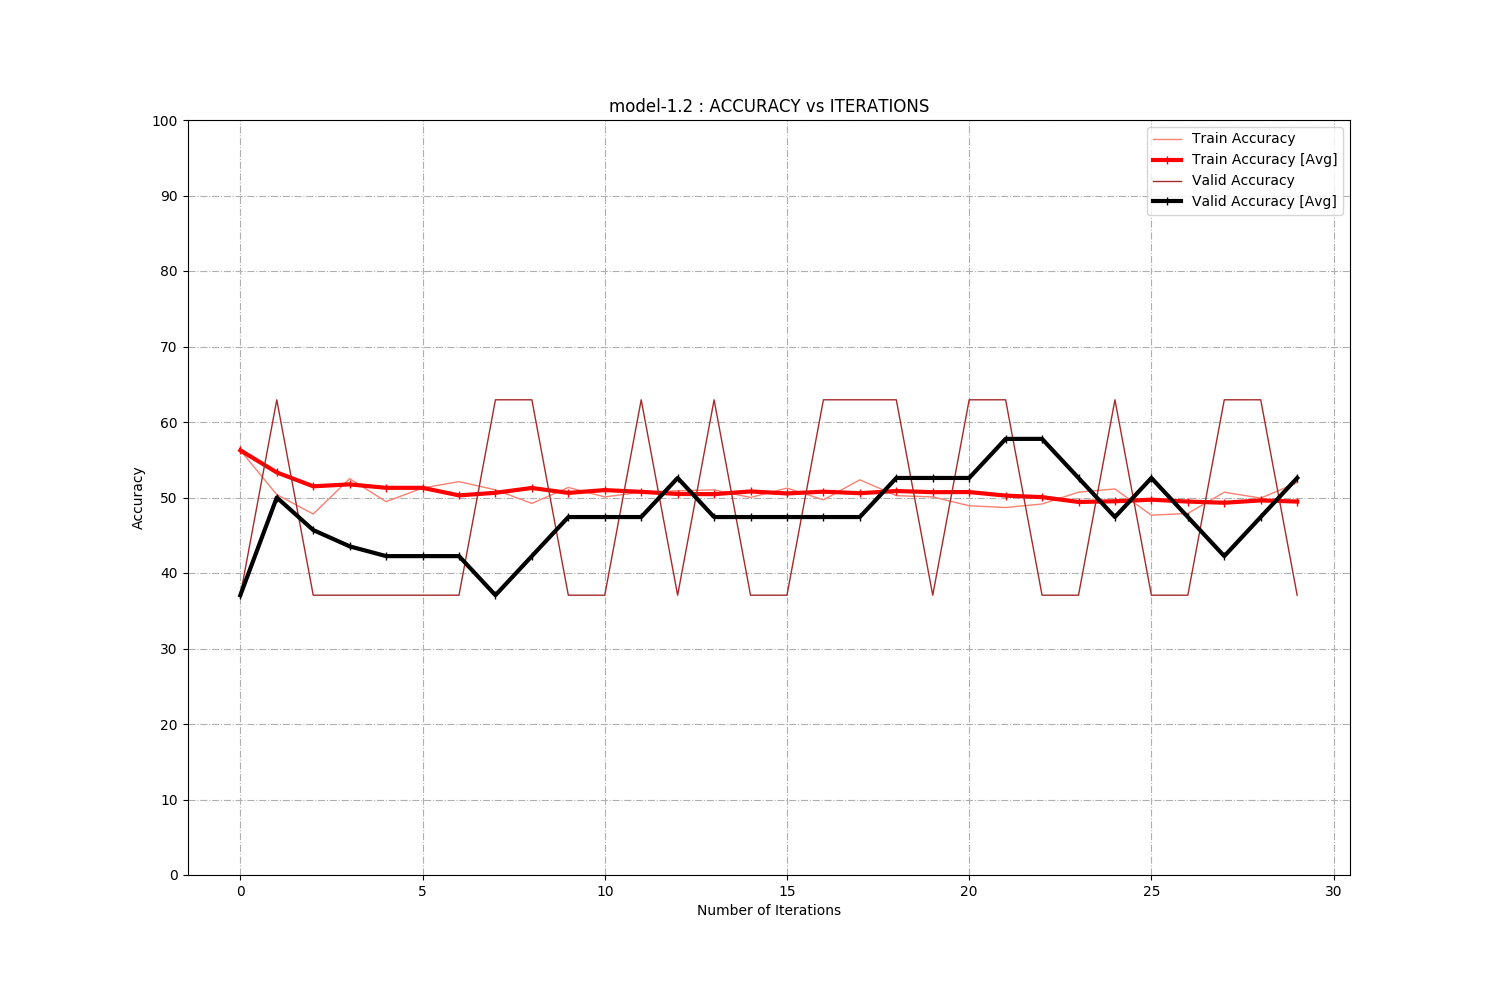 model-1.2 : ACCURACY vs ITERATIONS
100
90
80
70
60
50
40
30
20
10
0
Accuracy
Train Accuracy
Train Accuracy [Avg]
Valid Accuracy
Valid Accuracy [Avg]
0 5 10 15 20 25 30
Number of Iterations